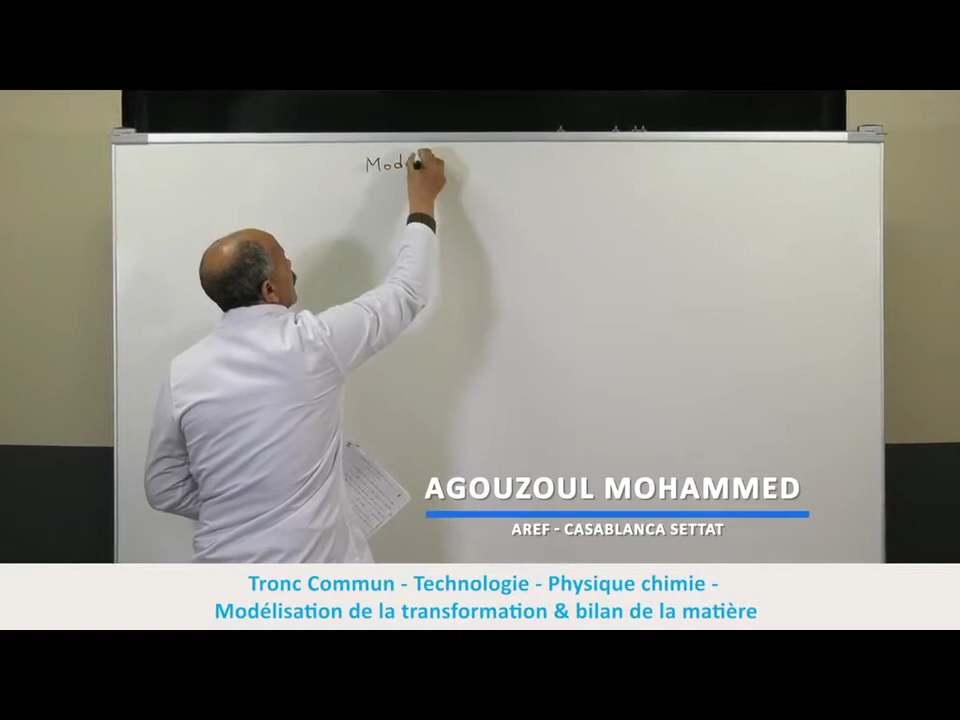 Mod
AGOUZOUL MOHAMMED
AREF - CASABLANCA SETTAT
Tronc Commun - Technologie - Physique chimie -
Modélisation de la transformation & bilan de la matière